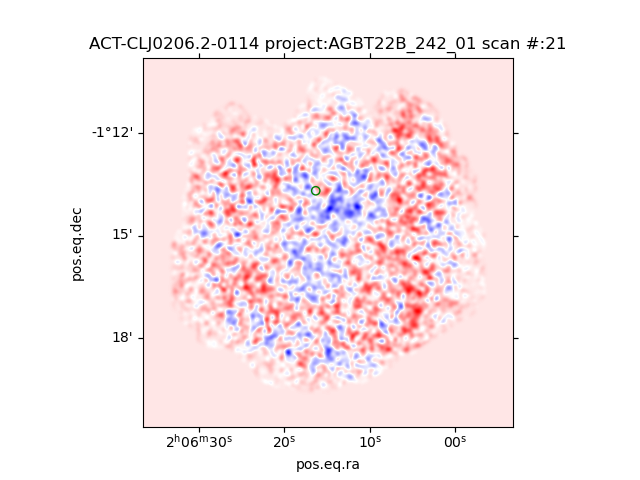 ACT-CLJ0206.2-0114 project:AGBT22B_242_01 scan #:21
-1°12'
15'
18'
pos.eq.dec
2ʰ06ᵐ30ˢ 20ˢ 10ˢ 00ˢ
pos.eq.ra